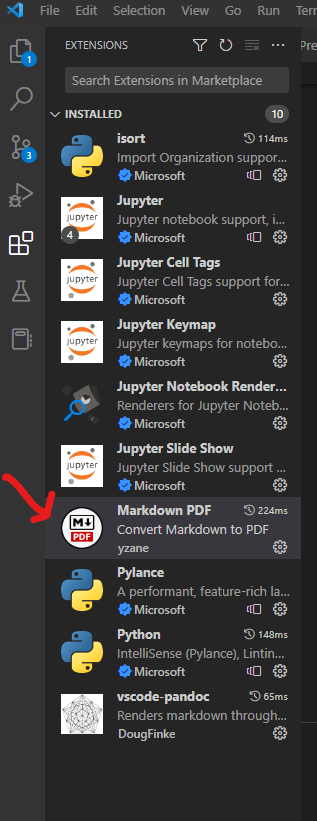 File Edit Selection View Go Run Terr
EXTENSIONS
Pre
1
Search Extensions in Marketplace
INSTALLED 10
3
isort 114ms
Import Organization suppor...
Microsoft
Jupyter
jupyter
Jupyter notebook support, i...
4
Microsoft
Jupyter Cell Tags
jupyter
Jupyter Cell Tags support for...
Microsoft
Jupyter Keymap
jupyter
Jupyter keymaps for notebo...
Microsoft
Jupyter Notebook Rendere...
Renderers for Jupyter Noteb...
Microsoft
Jupyter Slide Show
jupyter
Jupyter Slide Show support ...
Microsoft
Markdown PDF 224ms
M
PDF
Convert Markdown to PDF
yzane
Pylance
A performant, feature-rich la...
Microsoft
Python 148ms
IntelliSense (Pylance), Lintin...
Microsoft
vscode-pandoc 65ms
Renders markdown through...
DougFinke